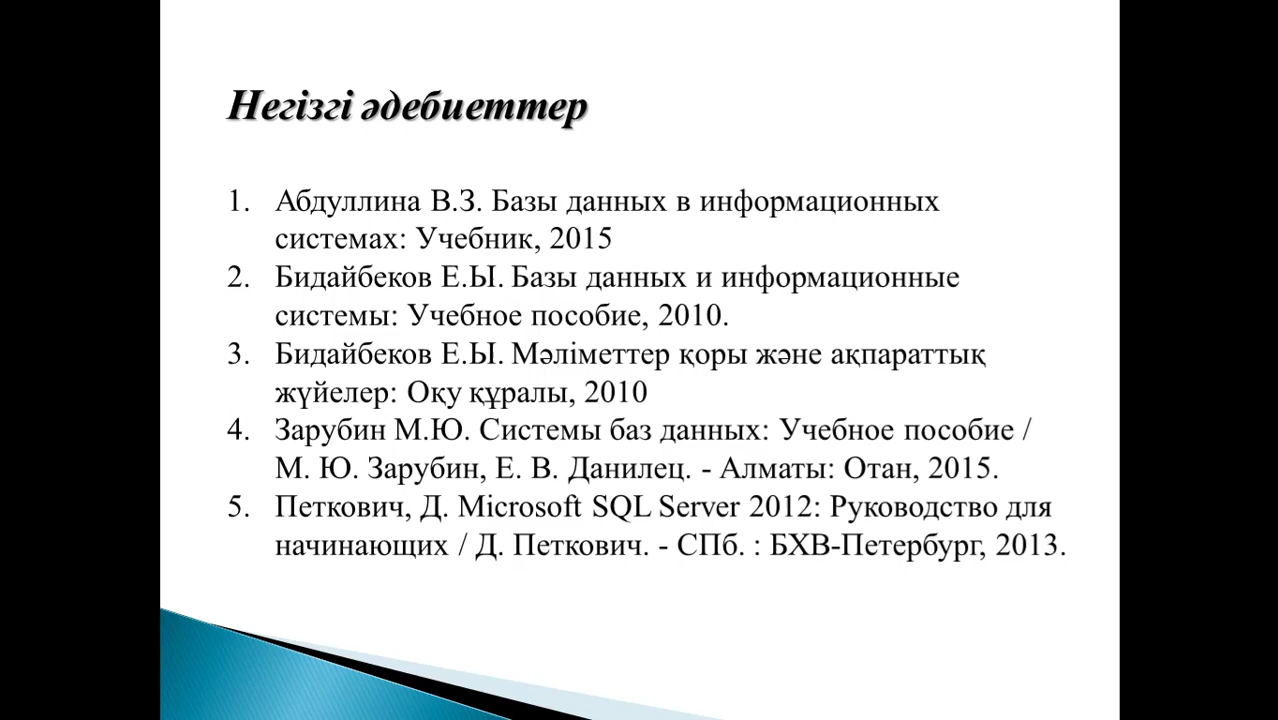 Негізгі әдебиеттер
1. Абдуллина В.З. Базы данных в информационных
системах: Учебник, 2015
2. Бидайбеков Е.Ы. Базы данных и информационные
системы: Учебное пособие, 2010.
3. Бидайбеков Е.Ы. Мәліметтер қоры және ақпараттық
жүйелер: Оқу құралы, 2010
4. Зарубин М.Ю. Системы баз данных: Учебное пособие /
М. Ю. Зарубин, Е. В. Данилец. - Алматы: Отан, 2015.
5. Петкович, Д. Microsoft SQL Server 2012: Руководство для
начинающих / Д. Петкович. - СПб. : БХВ-Петербург, 2013.